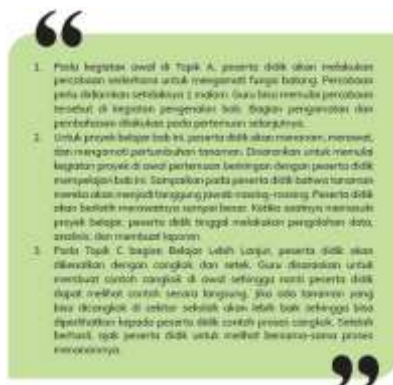 1. Pada kegiatan awal di Topik A, peserta didik akan melakukan
percobaan sederhana untuk mengamati fungsi batang. Percobaan
perlu didiamkan setidaknya 1 malam. Guru bisa memulai percobaan
tersebut di kegiatan pengenalan bab. Bagian pengamatan dan
pembahasan dilakukan pada pertemuan selanjutnya.
2. Untuk proyek belajar bab ini, peserta didik akan menanam, merawat,
dan mengamati pertumbuhan tanaman. Disarankan untuk memulai
kegiatan proyek di awal pertemuan beriringan dengan peserta didik
mempelajari bab ini. Sampaikan pada peserta didik bahwa tanaman
mereka akan menjadi tanggung jawab masing-masing. Peserta didik
akan berlatih merawatnya sampai besar. Ketika saatnya memasuki
proyek belajar, peserta didik tinggal melakukan pengolahan data,
analisis, dan membuat laporan.
3. Pada Topik C bagian Belajar Lebih Lanjut, peserta didik akan
dikenalkan dengan cangkok dan setek. Guru disarankan untuk
membuat contoh cangkok di awal sehingga nanti peserta didik
dapat melihat contoh secara langsung. Jika ada tanaman yang
bisa dicangkok di sekitar sekolah akan lebih baik sehingga bisa
diperlihatkan kepada peserta didik contoh proses cangkok. Setelah
berhasil, ajak peserta didik untuk melihat bersama-sama proses
menanamnya.